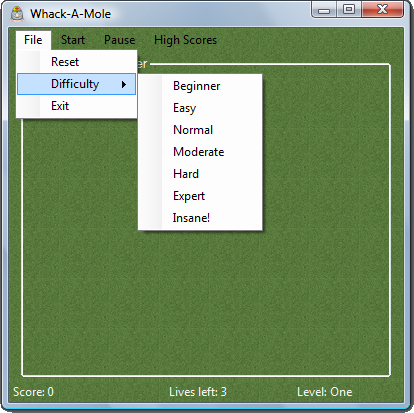 Whack-A-Mole
File Start Pause High Scores
Reset
Difficulty
Exit
Beginner
Easy
Normal
Moderate
Hard
Expert
Insane!
Score: 0 Lives left: 3 Level: One